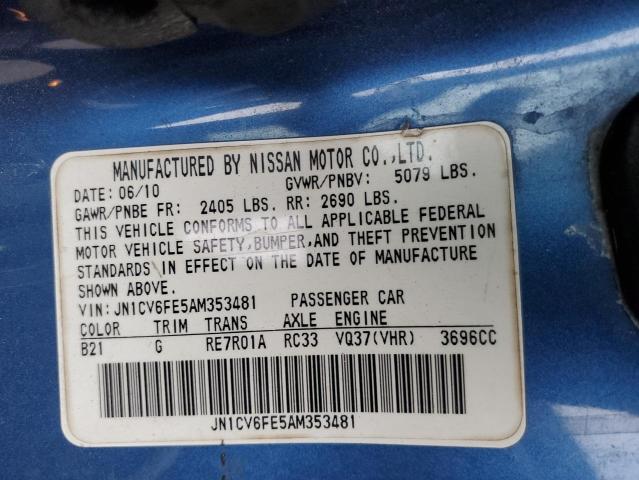 MANUFACTURED BY NISSAN MOTOR CO.,LTD.
DATE: 06/10 GVWR/PNBV: 5079 LBS.
GAWR/PNBE FR: 2405 LBS. RR: 2690 LBS.
THIS VEHICLE CONFORMS TO ALL APPLICABLE FEDERAL
MOTOR VEHICLE SAFETY,BUMPER,AND THEFT PREVENTION
STANDARDS IN EFFECT ON THE DATE OF MANUFACTURE
SHOWN ABOVE.
VIN:JN1CV6FE5AM353481 PASSENGER CAR
COLOR TRIM TRANS AXLE ENGINE
B21 G RE7R01A RC33 VQ37(VHR) 3696CC
JN1CV6FE5AM353481